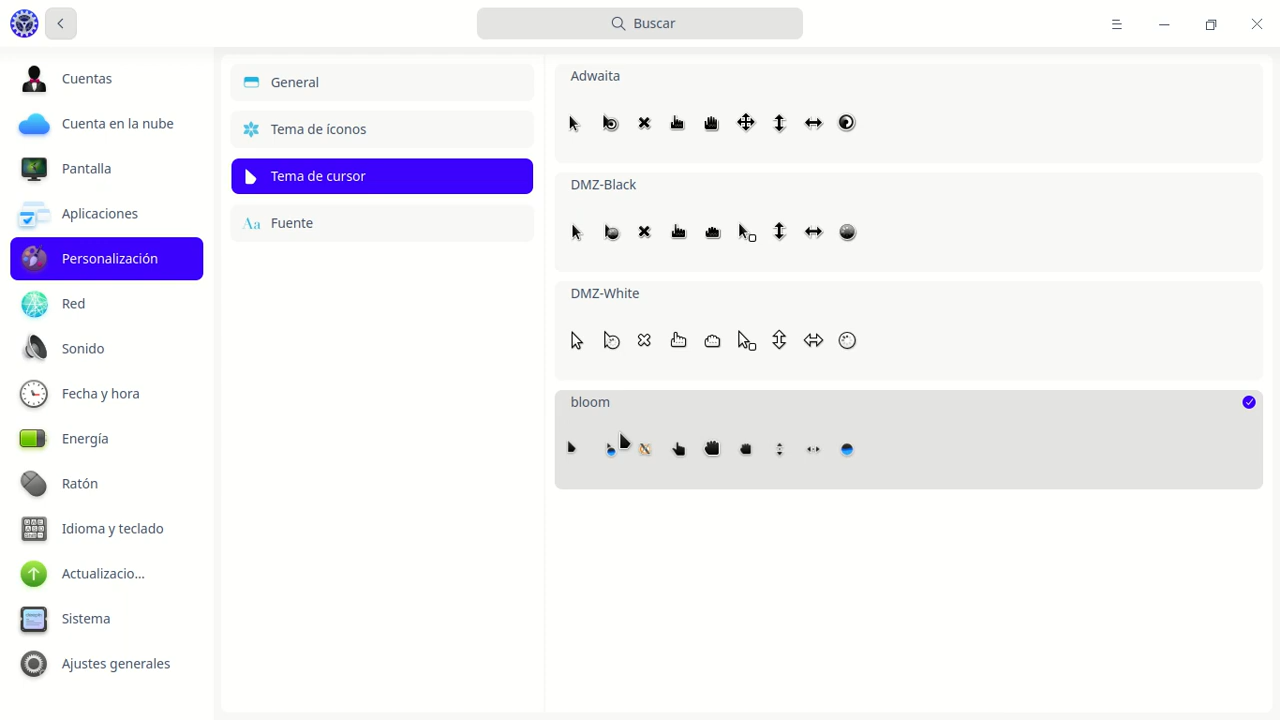 Buscar
Cuentas
Cuenta en la nube
Pantalla
Aplicaciones
Personalización
Red
Sonido
Fecha y hora
Energía
Ratón
Idioma y teclado
Actualizacio...
Sistema
Ajustes generales
General
Tema de íconos
Tema de cursor
Aa Fuente
Adwaita
DMZ-Black
DMZ-White
bloom